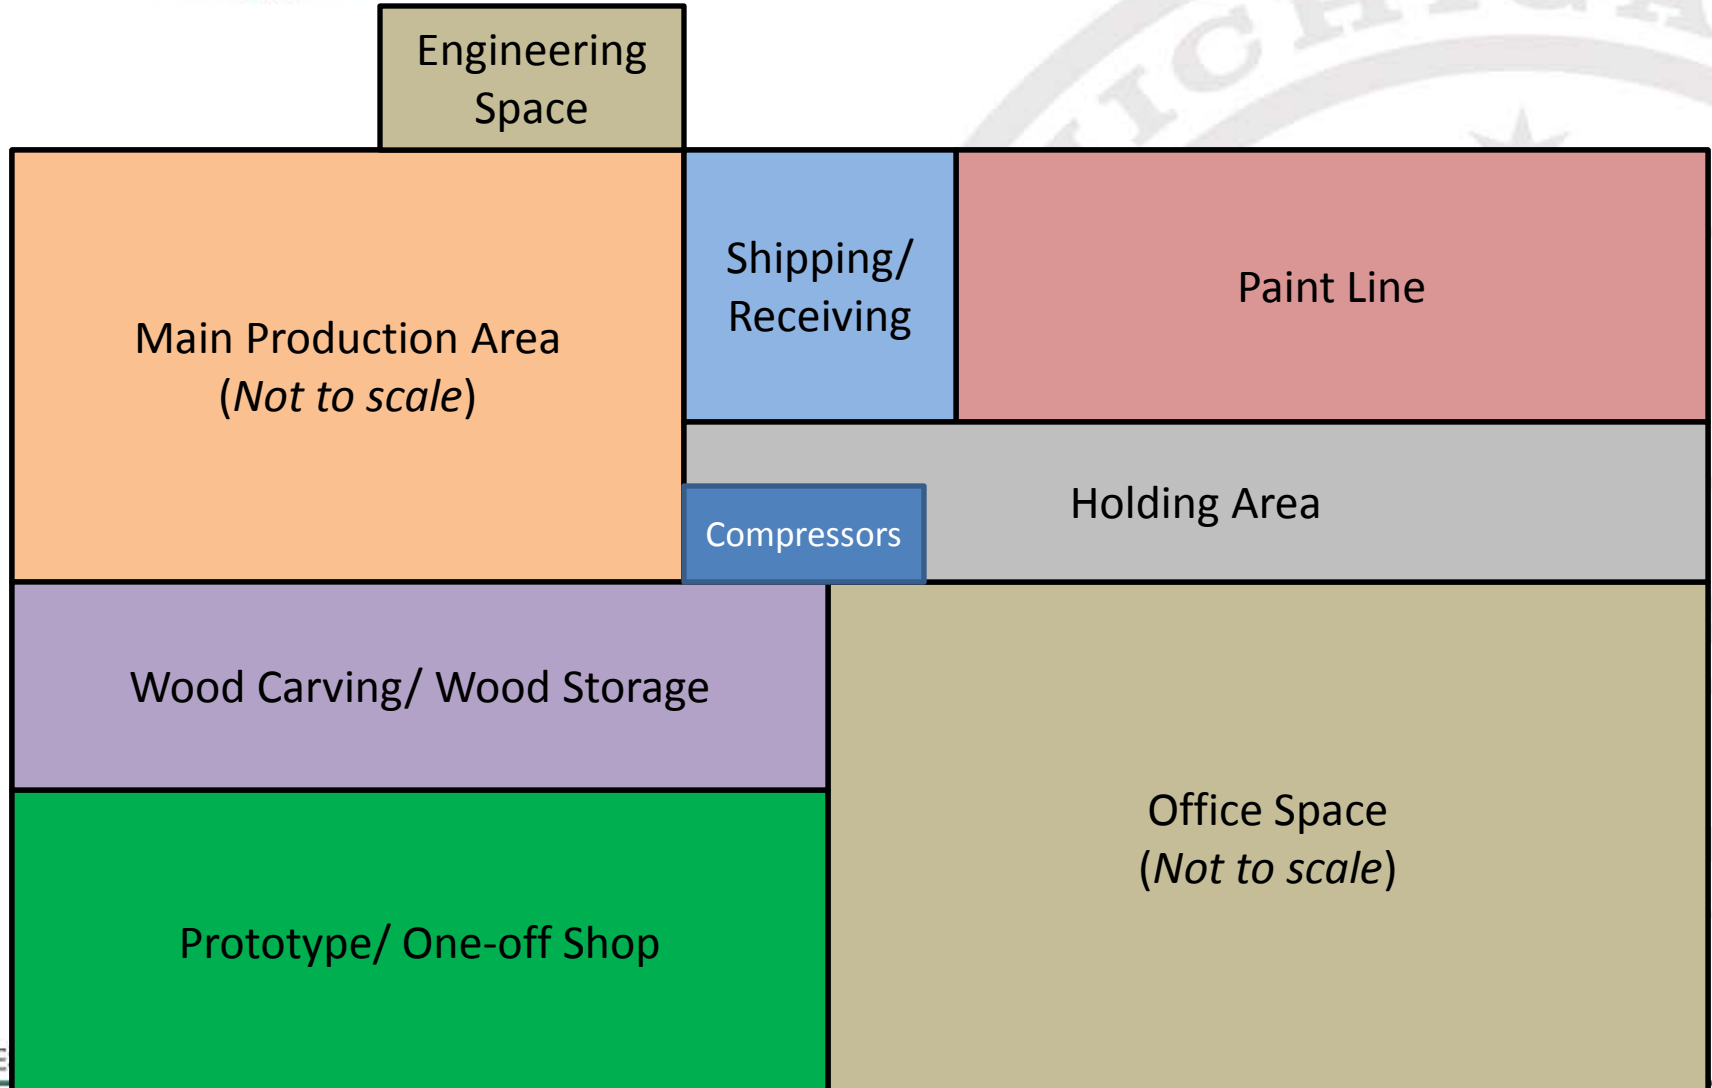 Engineering
Space
Main Production Area
(Not to scale)
Shipping/
Receiving
Paint Line
Holding Area
Compressors
Wood Carving/ Wood Storage
Office Space
(Not to scale)
Prototype/ One-off Shop